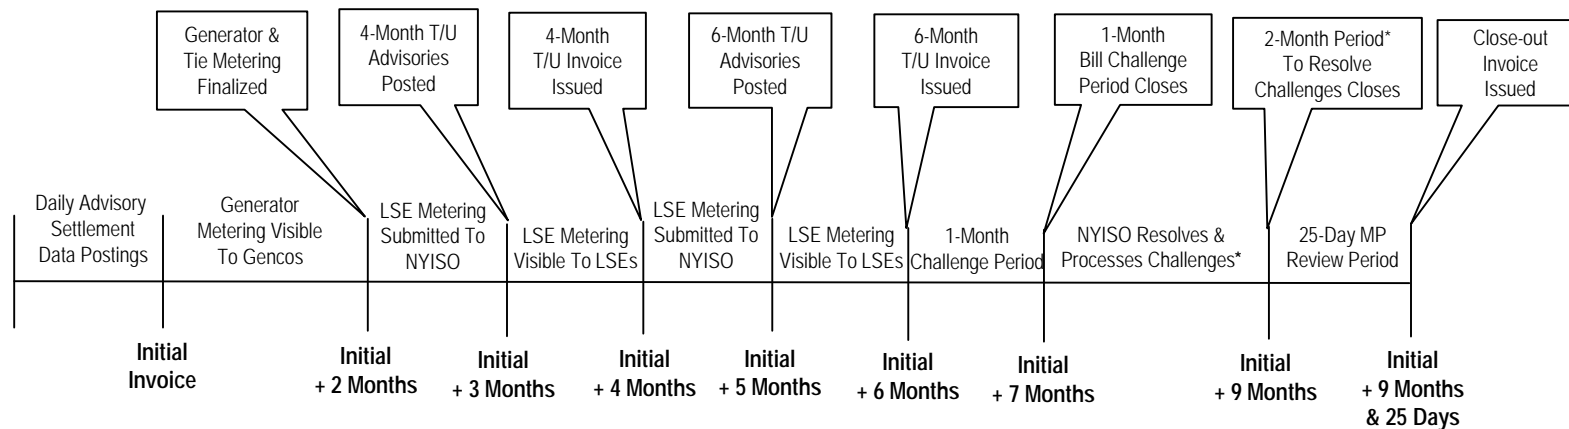 Generator &
Tie Metering
Finalized
4-Month T/U
Advisories
Posted
4-Month
T/U Invoice
Issued
6-Month T/U
Advisories
Posted
6-Month
T/U Invoice
Issued
1-Month
Bill Challenge
Period Closes
2-Month Period*
To Resolve
Challenges Closes
Close-out
Invoice
Issued
Daily Advisory
Settlement
Data Postings
Generator
Metering Visible
To Gencos
LSE Metering
Submitted To
NYISO
LSE Metering
Visible To LSEs
LSE Metering
Submitted To
NYISO
LSE Metering
Visible To LSEs
1-Month
Challenge Period
NYISO Resolves &
Processes Challenges*
25-Day MP
Review Period
Initial
Invoice
Initial
+ 2 Months
Initial
+ 3 Months
Initial
+ 4 Months
Initial
+ 5 Months
Initial
+ 6 Months
Initial
+ 7 Months
Initial
+ 9 Months
Initial
+ 9 Months
& 25 Days